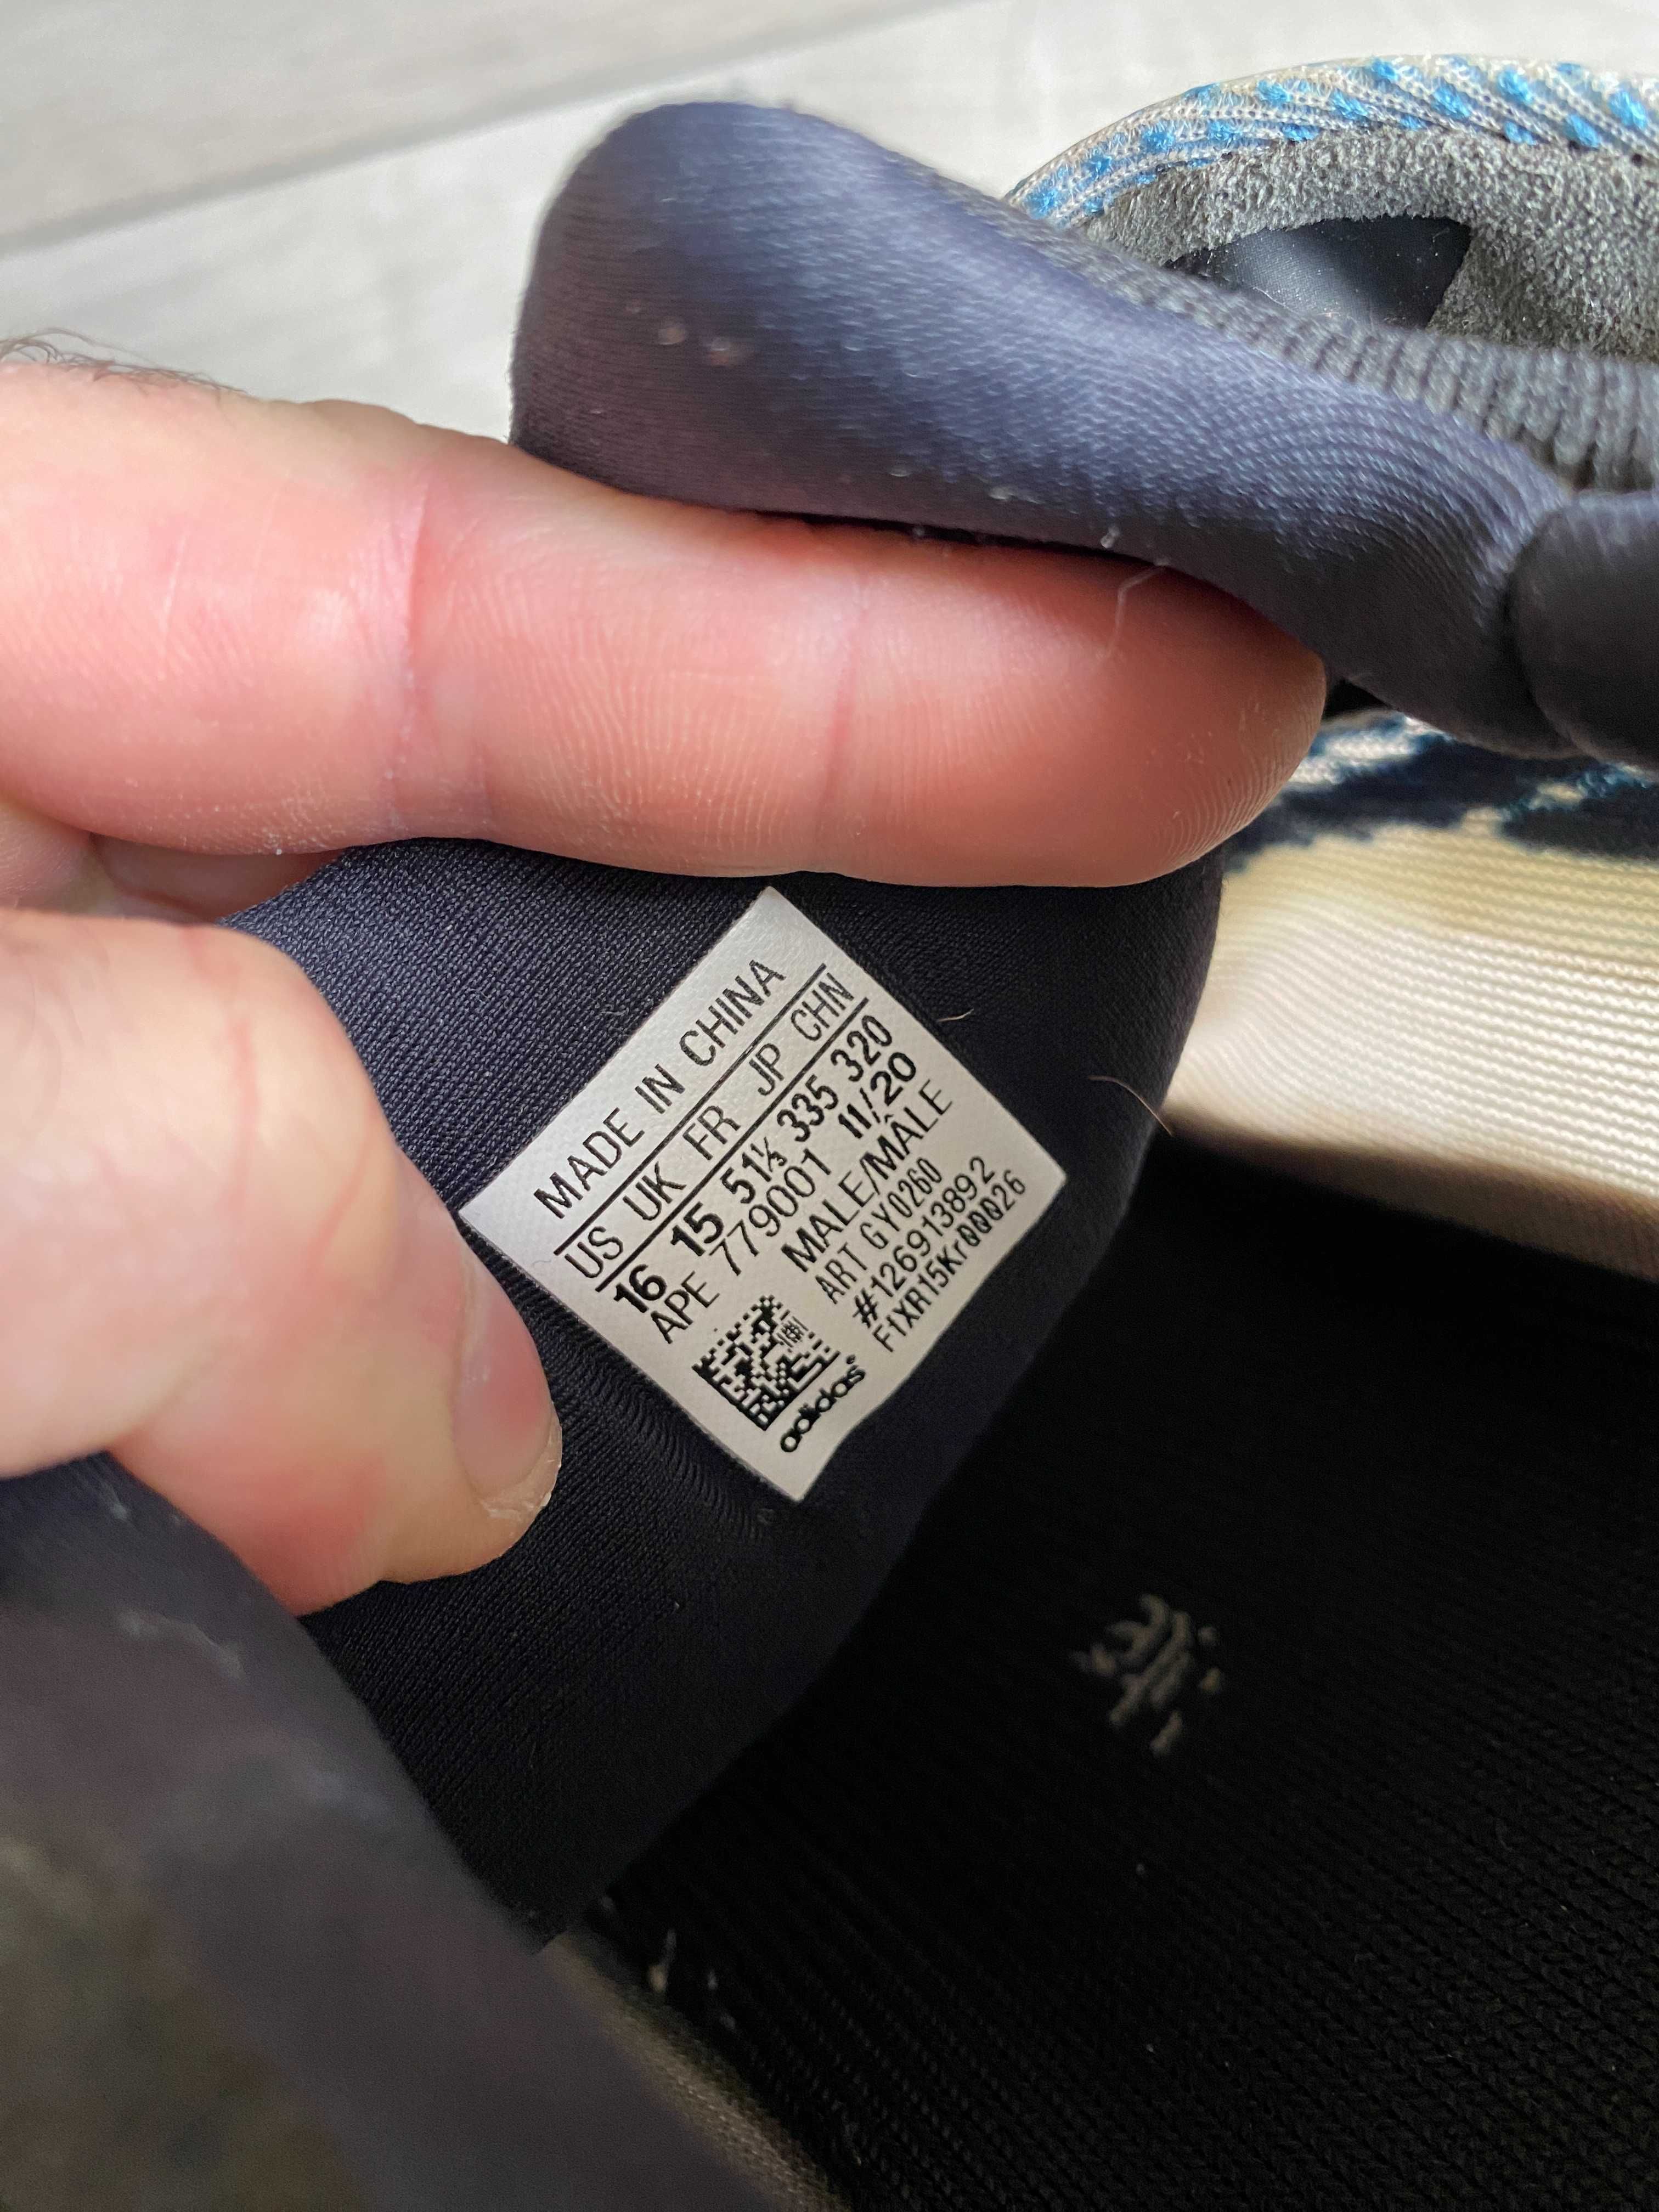 MADE IN CHINA
US UK FR JP CHN
16 15 51⅓ 335 320
APE 779001 11/20
MALE/MÂLE
ART GY0260
#126913892
F1XR15KrQQQ26
adidas®